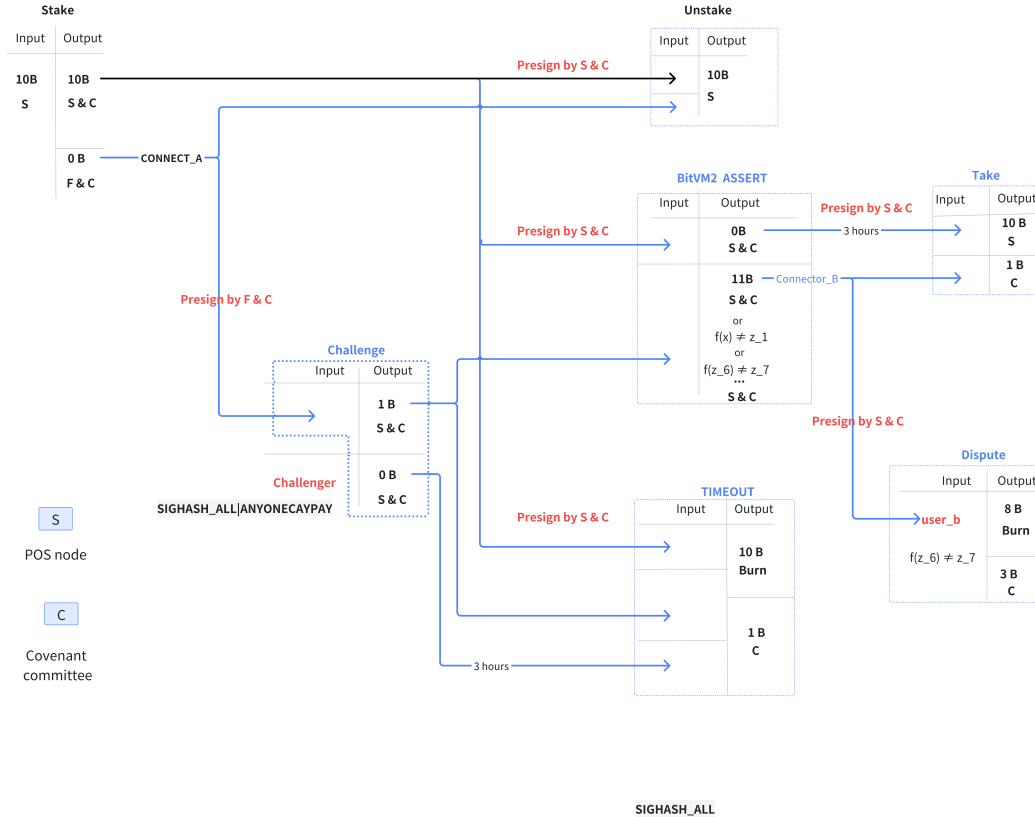 Stake
Input
Output
10B
S
10B
S & C
0 B
F & C
CONNECT_A
Presign by S & C
Unstake
Input
Output
10B
S
Presign by F & C
Presign by S & C
BitVM2 ASSERT
Input
Output
0B
S & C
11B
S & C
or
f(x) ≠ z_1
or
f(z_6) ≠ z_7
...
S & C
Presign by S & C
3 hours
Connector_B
Take
Input
Output
10 B
S
1 B
C
Challenge
Input
Output
1 B
S & C
Challenger
0 B
S & C
SIGHASH_ALL|ANYONECAYPAY
Presign by S & C
Dispute
Input
Output
user_b
f(z_6) ≠ z_7
8 B
Burn
3 B
C
Presign by S & C
TIMEOUT
Input
Output
10 B
Burn
1 B
C
3 hours
S
POS node
C
Covenant
committee
SIGHASH_ALL